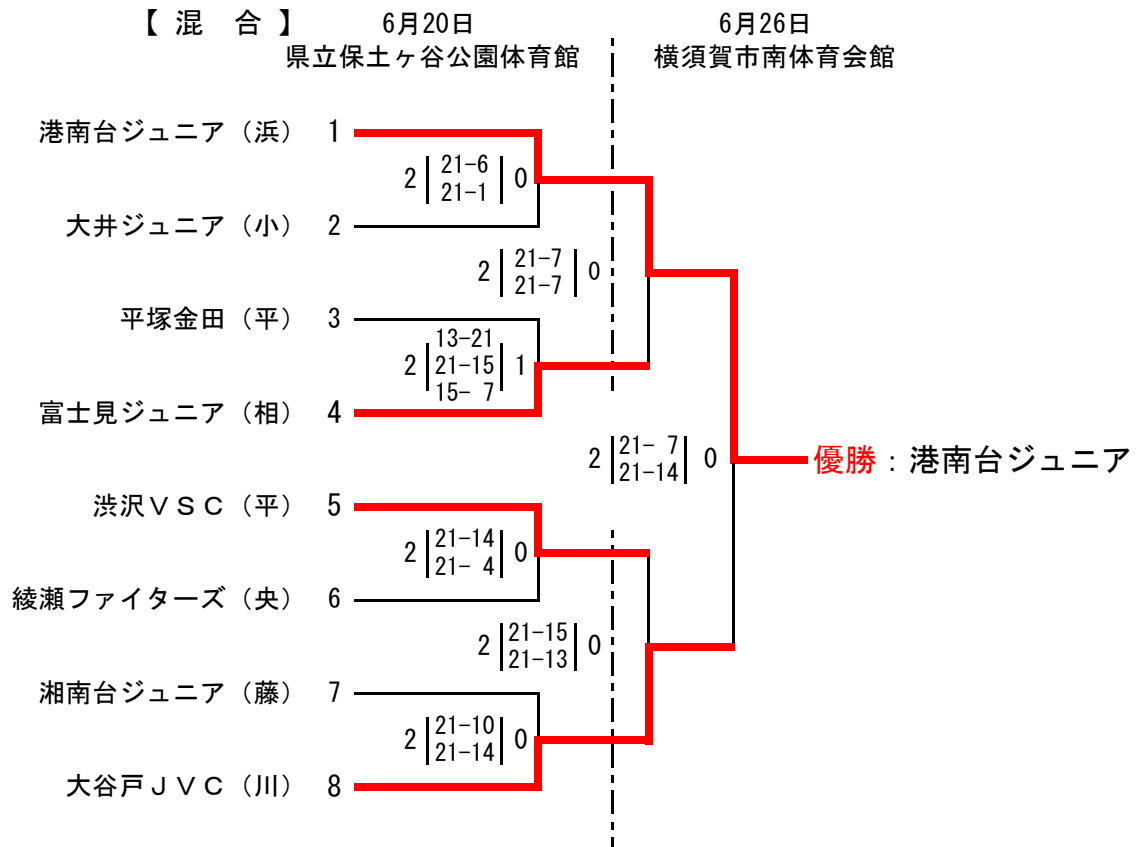 【 混　合 】 6月20日 6月26日
県立保土ヶ谷公園体育館 横須賀市南体育会館
港南台ジュニア（浜） 1
2 21-6 0
21-1
大井ジュニア（小） 2
2 21-7 0
21-7
平塚金田（平） 3
13-21
2 21-15 1
15- 7
富士見ジュニア（相） 4
2 21- 7 0
21-14
優勝：港南台ジュニア
渋沢ＶＳＣ（平） 5
2 21-14 0
21- 4
綾瀬ファイターズ（央） 6
2 21-15 0
21-13
湘南台ジュニア（藤） 7
2 21-10 0
21-14
大谷戸ＪＶＣ（川） 8